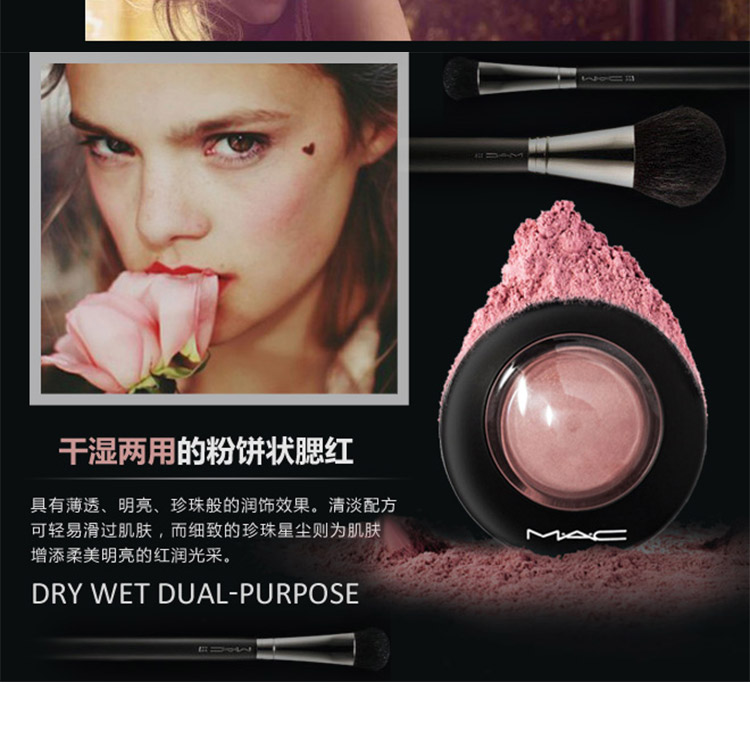 干湿两用的粉饼状腮红
具有薄透、明亮、珍珠般的润饰效果。清淡配方
可轻易滑过肌肤，而细致的珍珠星尘则为肌肤
增添柔美明亮的红润光采。
DRY WET DUAL-PURPOSE
M·A·C